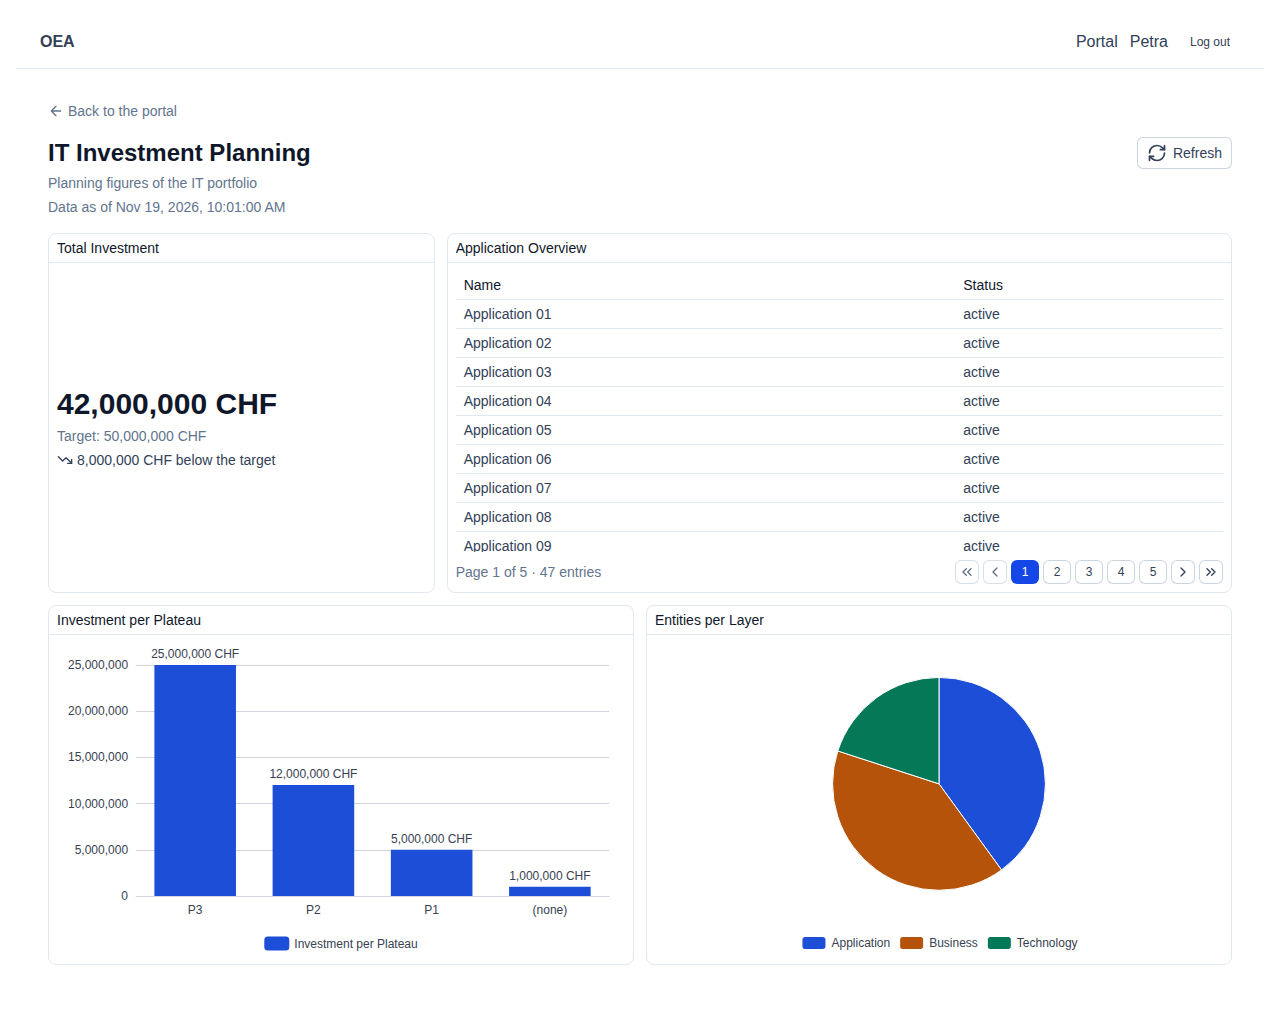 OEA
Portal Petra Log out
Back to the portal
IT Investment Planning
Refresh
Planning figures of the IT portfolio
Data as of Nov 19, 2026, 10:01:00 AM
Total Investment
42,000,000 CHF
Target: 50,000,000 CHF
8,000,000 CHF below the target
Application Overview
Name Status
Application 01 active
Application 02 active
Application 03 active
Application 04 active
Application 05 active
Application 06 active
Application 07 active
Application 08 active
Application 09 active
Page 1 of 5 · 47 entries
1 2 3 4 5
Investment per Plateau
25,000,000 CHF
25,000,000
20,000,000
15,000,000
12,000,000 CHF
10,000,000
5,000,000 CHF
5,000,000
1,000,000 CHF
0
P3 P2 P1 (none)
Investment per Plateau
Entities per Layer
Application Business Technology